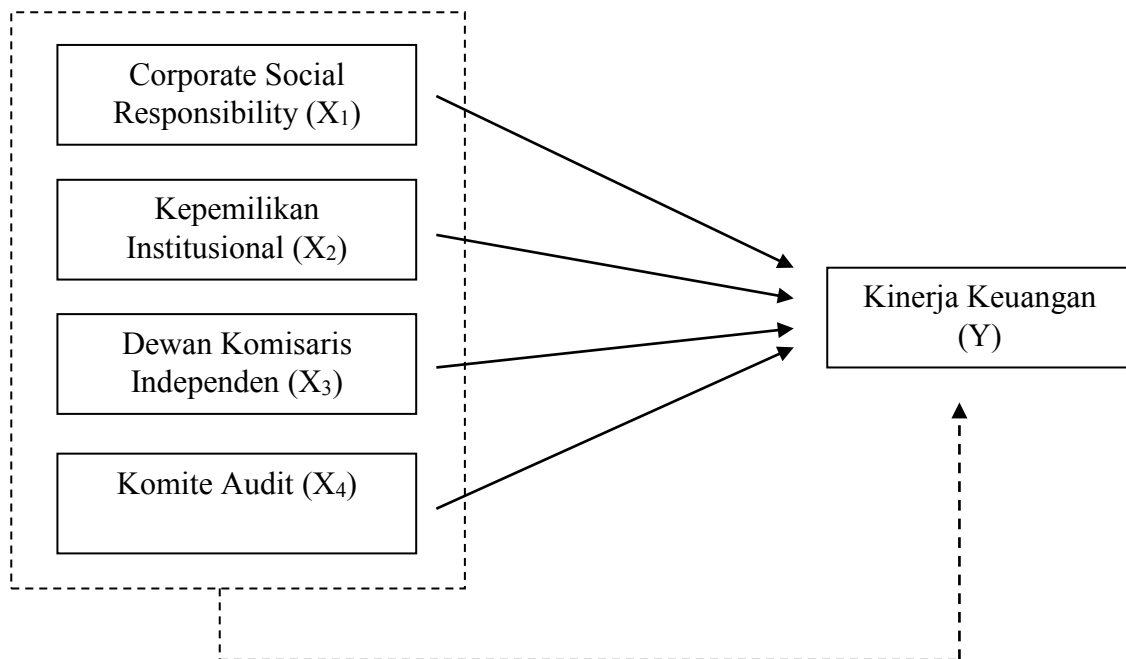 Corporate Social
Responsibility (X₁)
Kepemilikan
Institusional (X₂)
Dewan Komisaris
Independen (X₃)
Komite Audit (X₄)
Kinerja Keuangan
(Y)